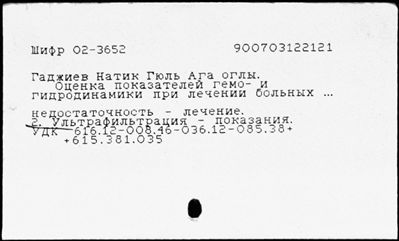 Шифр 02-3652 900703122121
Гаджиев Натик Гюль Ага оглы.
Оценка показателей гемо- и
гидродинамики при лечении больных ...
недостаточность - лечение.
2. Ультрафильтрация - показания.
УДК 616.12-008.46-036.12-085.38+
+615.381.035